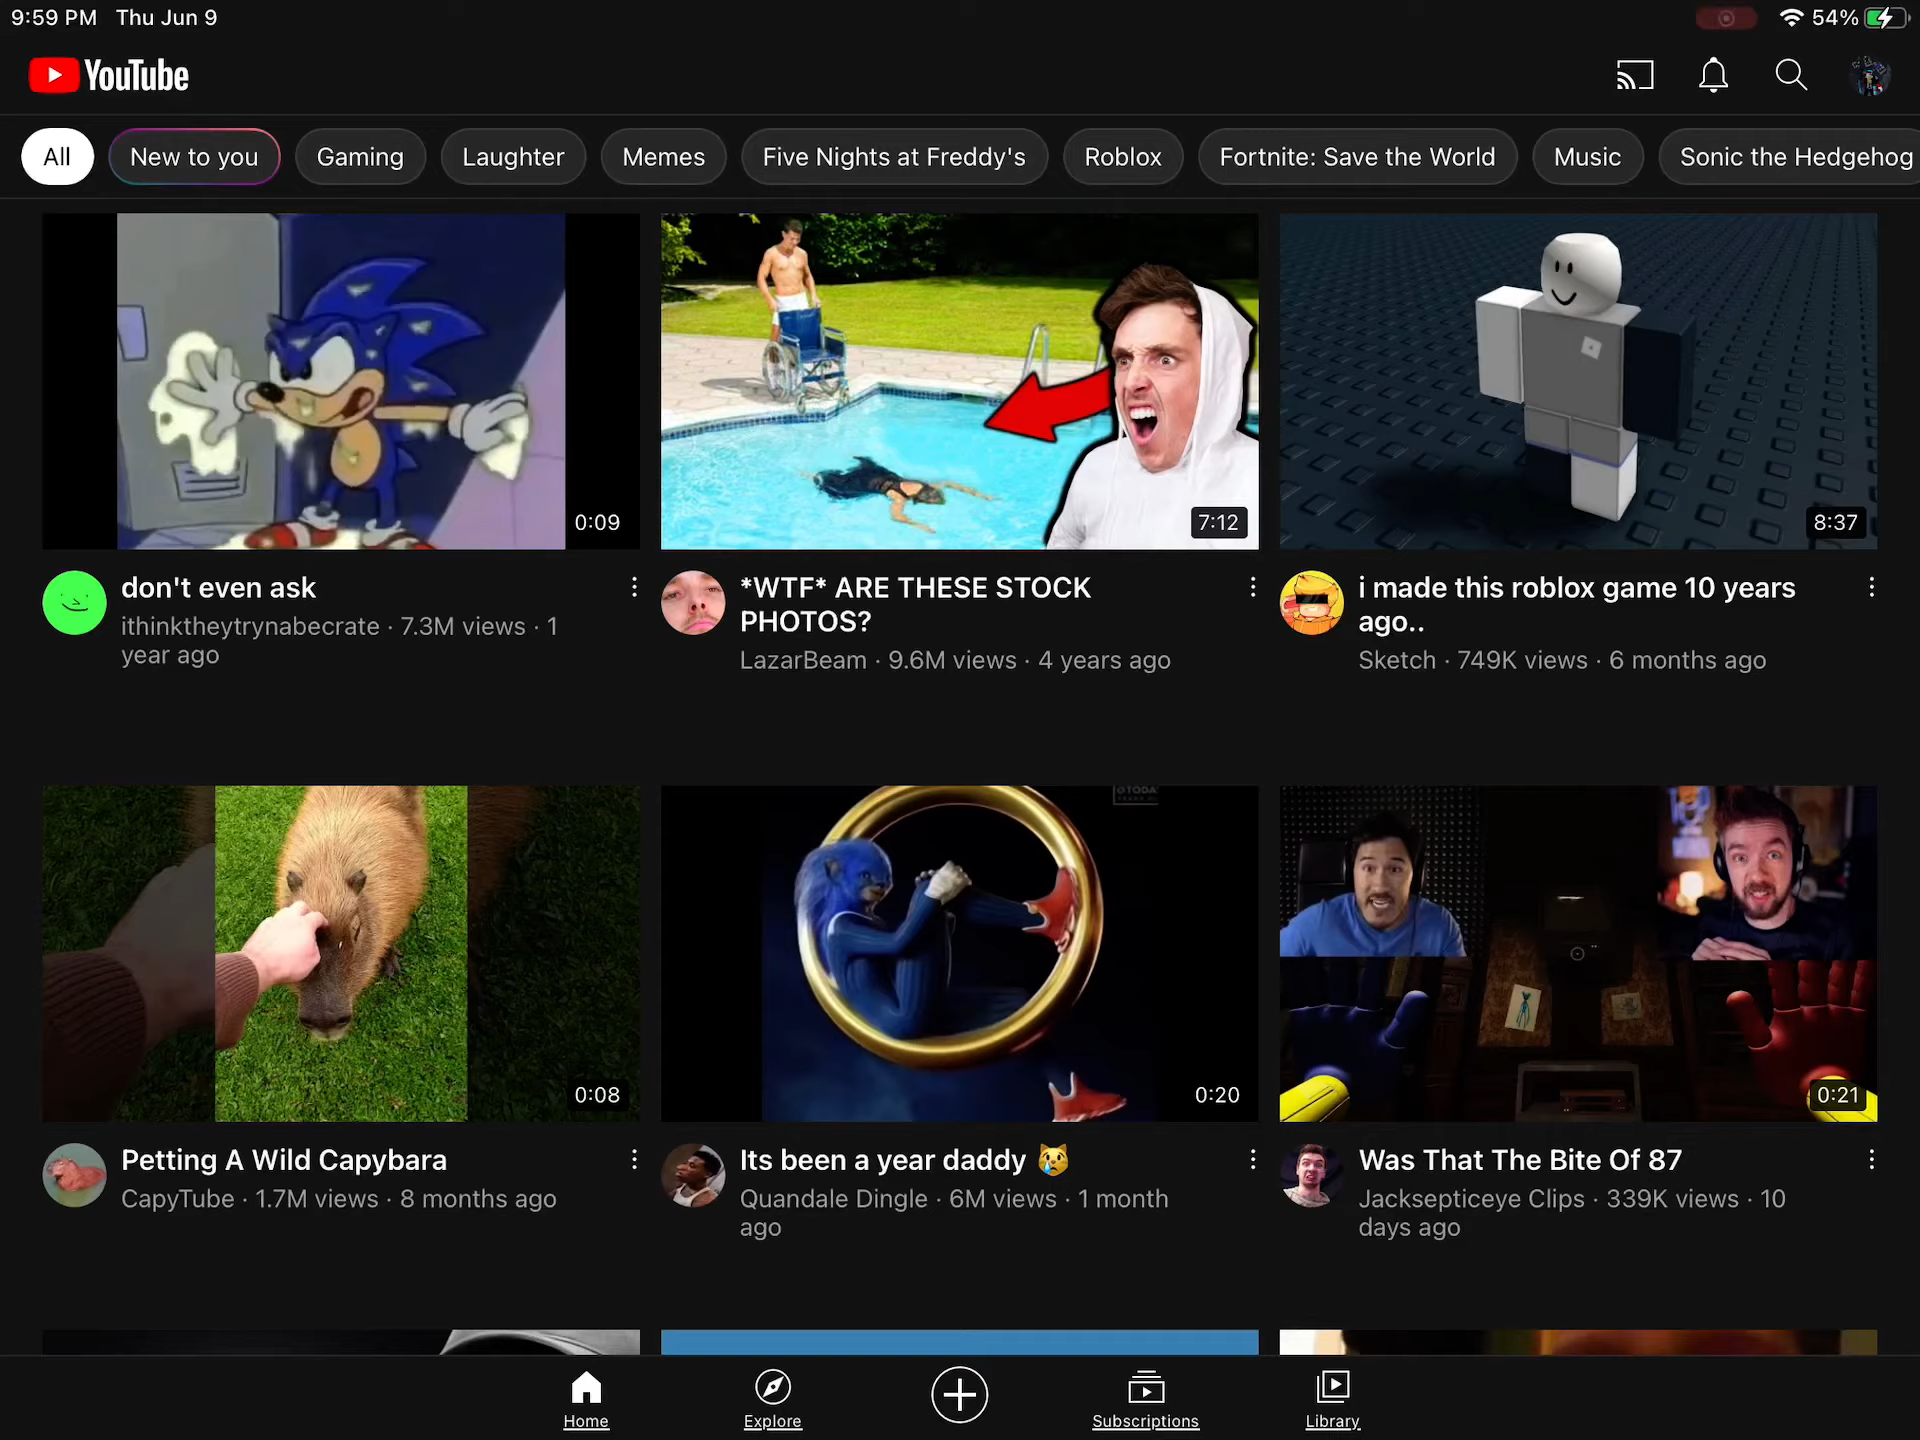 9:59 PM Thu Jun 9 54%
YouTube
All New to you Gaming Laughter Memes Five Nights at Freddy's Roblox Fortnite: Save the World Music Sonic the Hedgehog
0:09 7:12 8:37
don't even ask
ithinktheytrynabecrate · 7.3M views · 1
year ago
*WTF* ARE THESE STOCK
PHOTOS?
LazarBeam · 9.6M views · 4 years ago
i made this roblox game 10 years
ago..
Sketch · 749K views · 6 months ago
0:08 0:20 0:21
Petting A Wild Capybara
CapyTube · 1.7M views · 8 months ago
Its been a year daddy 😿
Quandale Dingle · 6M views · 1 month
ago
Was That The Bite Of 87
Jacksepticeye Clips · 339K views · 10
days ago
Home Explore Subscriptions Library